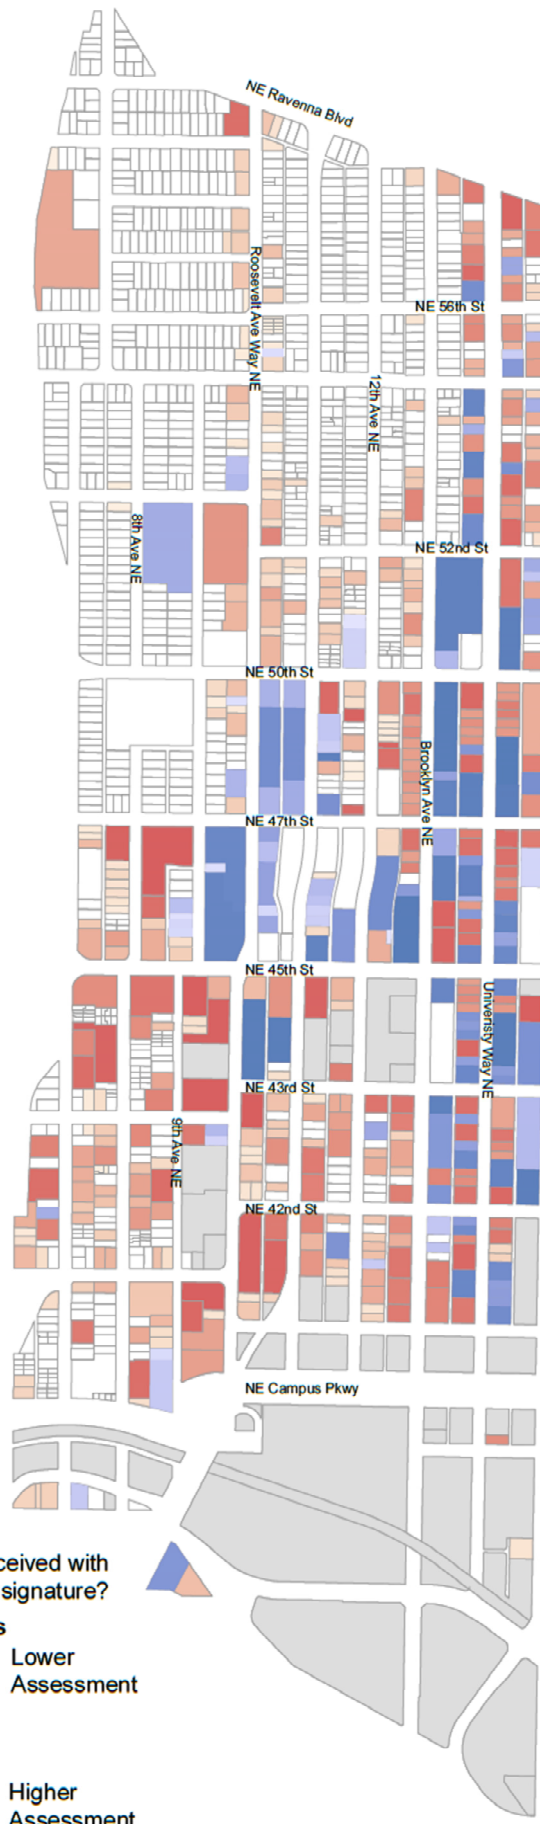 NE Ravenna Blvd
Roosevelt Ave Way NE
NE 56th St
12th Ave NE
NE 52nd St
8th Ave NE
NE 50th St
Brooklyn Ave NE
NE 47th St
NE 45th St
Univeristy Way NE
NE 43rd St
9th Ave NE
NE 42nd St
NE Campus Pkwy
ceived with
signature?
s
Lower
Assessment
Higher
Assessment